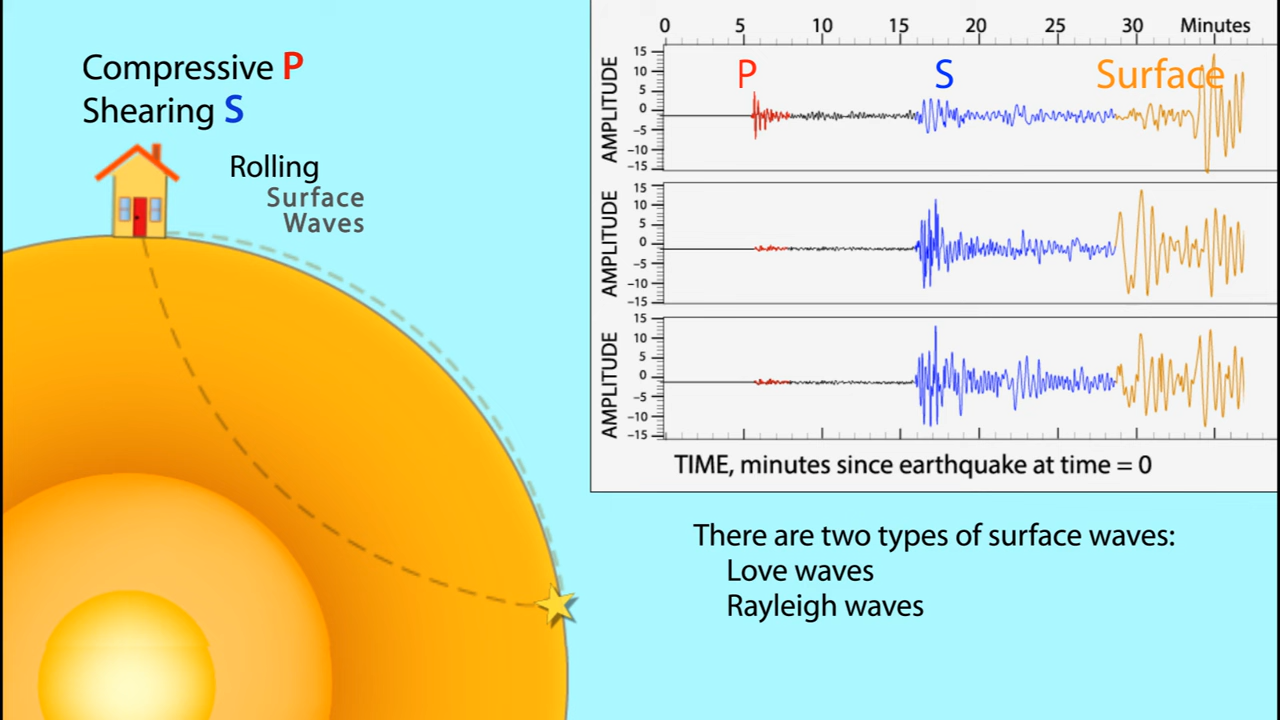 Compressive P
Shearing S
Rolling
Surface
Waves
0 5 10 15 20 25 30 Minutes
P S Surface
AMPLITUDE
15
10
5
0
–5
–10
–15
AMPLITUDE
15
10
5
0
–5
–10
–15
AMPLITUDE
15
10
5
0
–5
–10
–15
TIME, minutes since earthquake at time = 0
There are two types of surface waves:
Love waves
Rayleigh waves